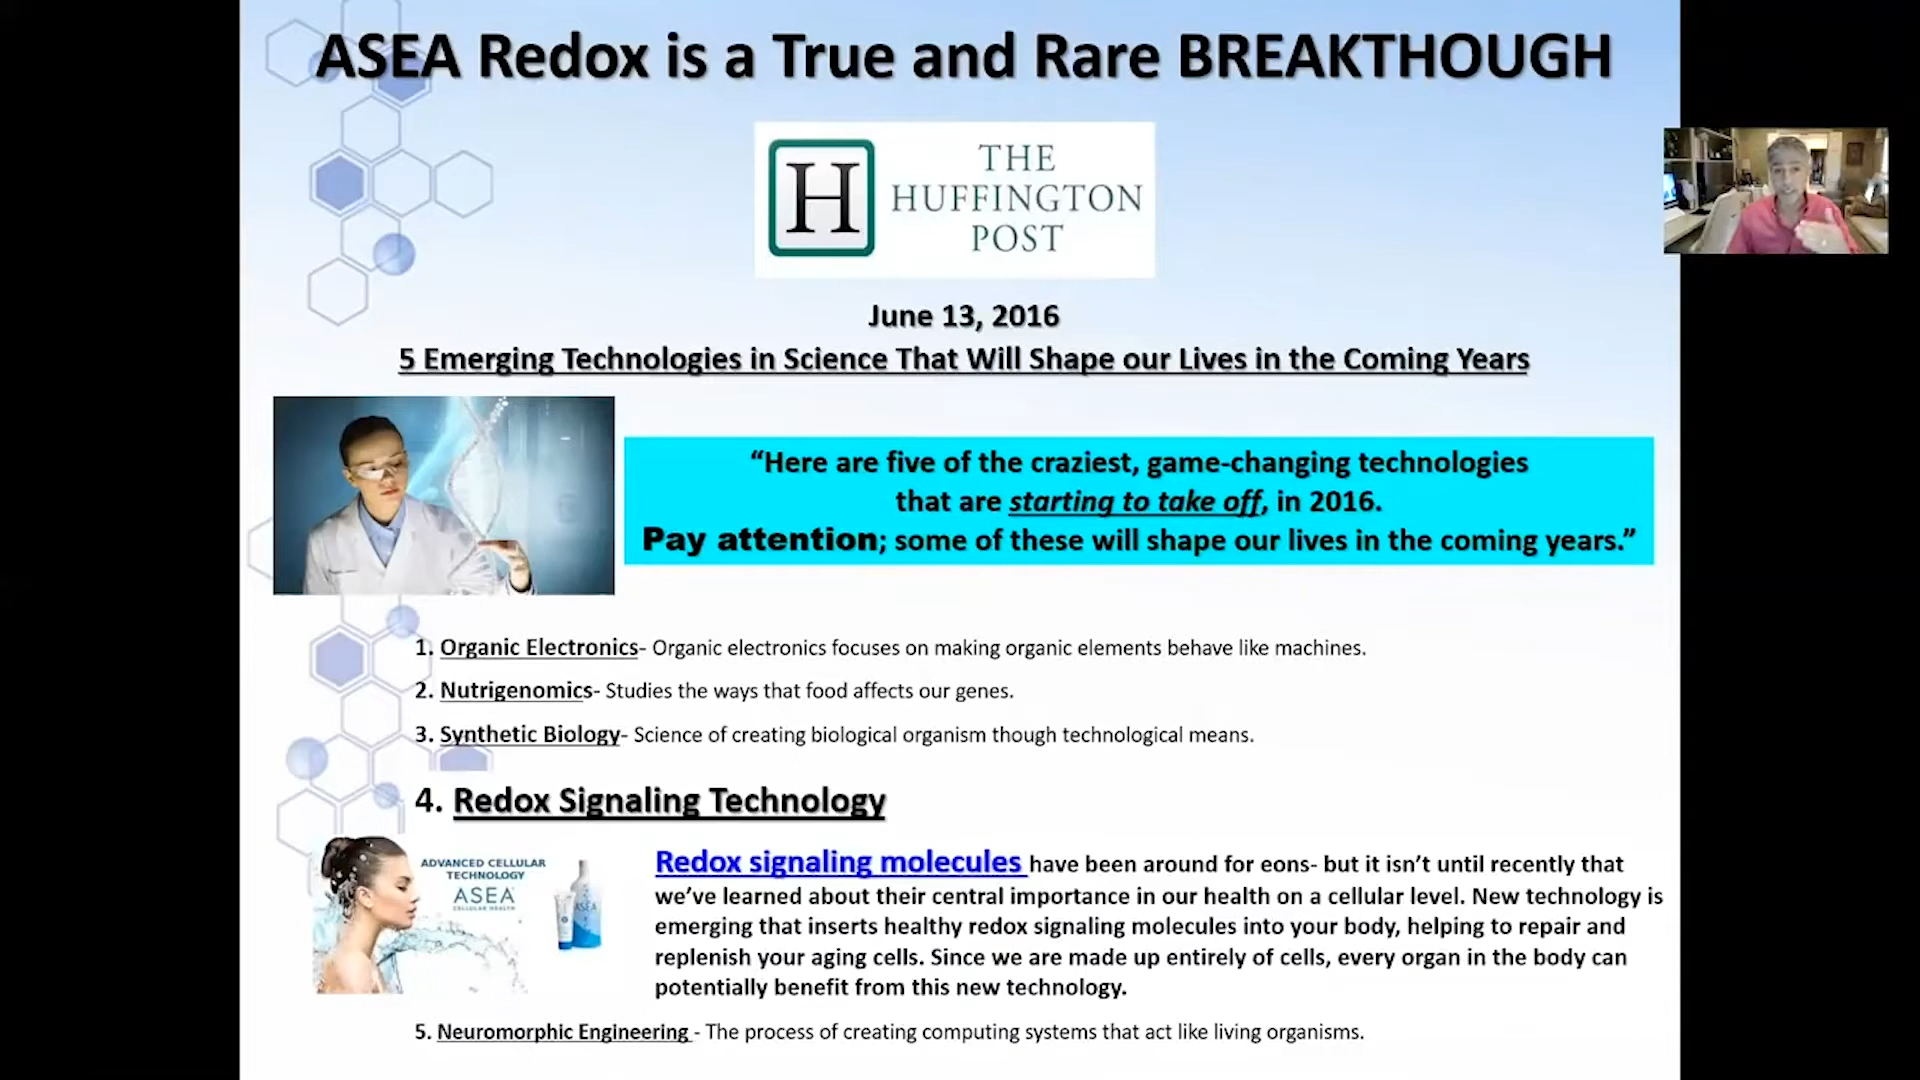 ASEA Redox is a True and Rare BREAKTHOUGH
H
THE
HUFFINGTON
POST
June 13, 2016
5 Emerging Technologies in Science That Will Shape our Lives in the Coming Years
“Here are five of the craziest, game-changing technologies
that are starting to take off, in 2016.
Pay attention; some of these will shape our lives in the coming years.”
1. Organic Electronics- Organic electronics focuses on making organic elements behave like machines.
2. Nutrigenomics- Studies the ways that food affects our genes.
3. Synthetic Biology- Science of creating biological organism though technological means.
4. Redox Signaling Technology
ADVANCED CELLULAR
TECHNOLOGY
ASEA
CELLULAR HEALTH
ASEA
Redox signaling molecules have been around for eons- but it isn’t until recently that
we’ve learned about their central importance in our health on a cellular level. New technology is
emerging that inserts healthy redox signaling molecules into your body, helping to repair and
replenish your aging cells. Since we are made up entirely of cells, every organ in the body can
potentially benefit from this new technology.
5. Neuromorphic Engineering - The process of creating computing systems that act like living organisms.